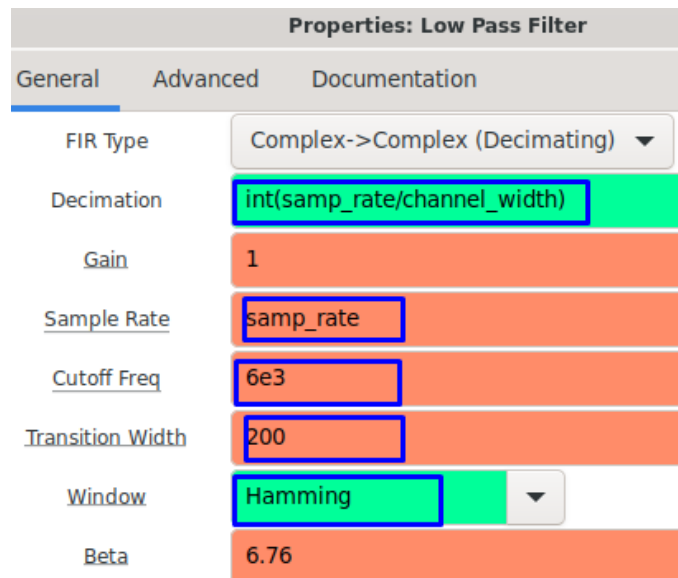 Properties: Low Pass Filter
General Advanced Documentation
FIR Type Complex->Complex (Decimating)
Decimation int(samp_rate/channel_width)
Gain 1
Sample Rate samp_rate
Cutoff Freq 6e3
Transition Width 200
Window Hamming
Beta 6.76